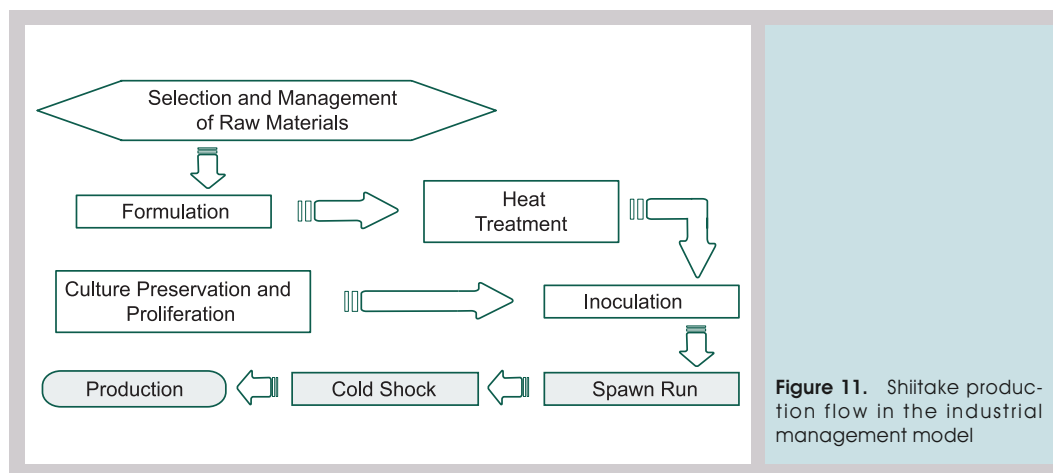 Selection and Management
of Raw Materials
Formulation
Heat
Treatment
Culture Preservation and
Proliferation
Inoculation
Production
Cold Shock
Spawn Run
Figure 11. Shiitake produc-
tion flow in the industrial
management model